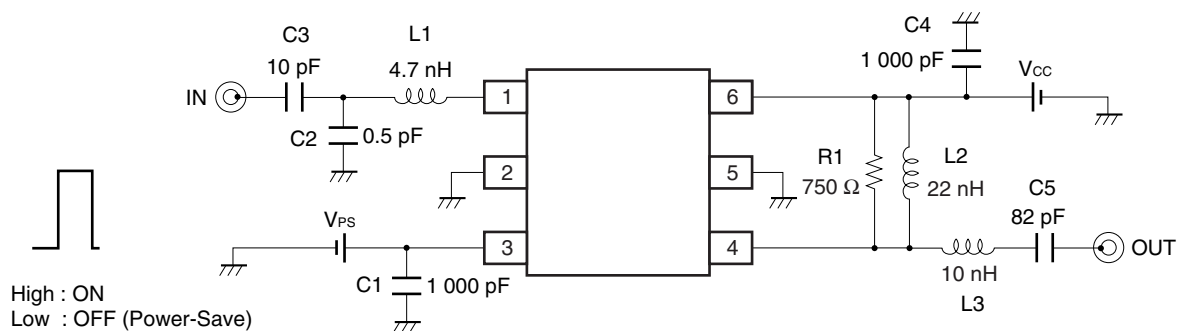 C4
1 000 pF
C3
L1
10 pF
4.7 nH
VCC
IN
1
6
C2
0.5 pF
2
5
R1
750 Ω
L2
22 nH
C5
82 pF
VPS
3
4
OUT
10 nH
L3
C1
1 000 pF
High : ON
Low : OFF (Power-Save)